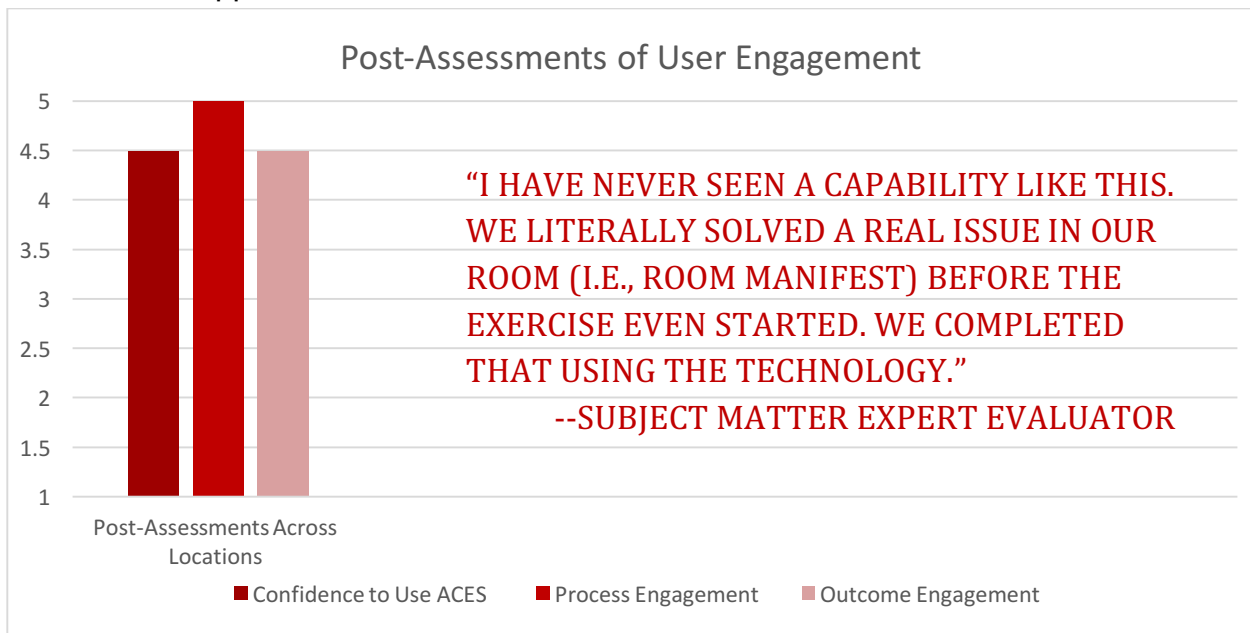 Post-Assessments of User Engagement
5
4.5
4
3.5
3
2.5
2
1.5
1
“I HAVE NEVER SEEN A CAPABILITY LIKE THIS.
WE LITERALLY SOLVED A REAL ISSUE IN OUR
ROOM (I.E., ROOM MANIFEST) BEFORE THE
EXERCISE EVEN STARTED. WE COMPLETED
THAT USING THE TECHNOLOGY.”
--SUBJECT MATTER EXPERT EVALUATOR
Post-Assessments Across
Locations
Confidence to Use ACES Process Engagement Outcome Engagement